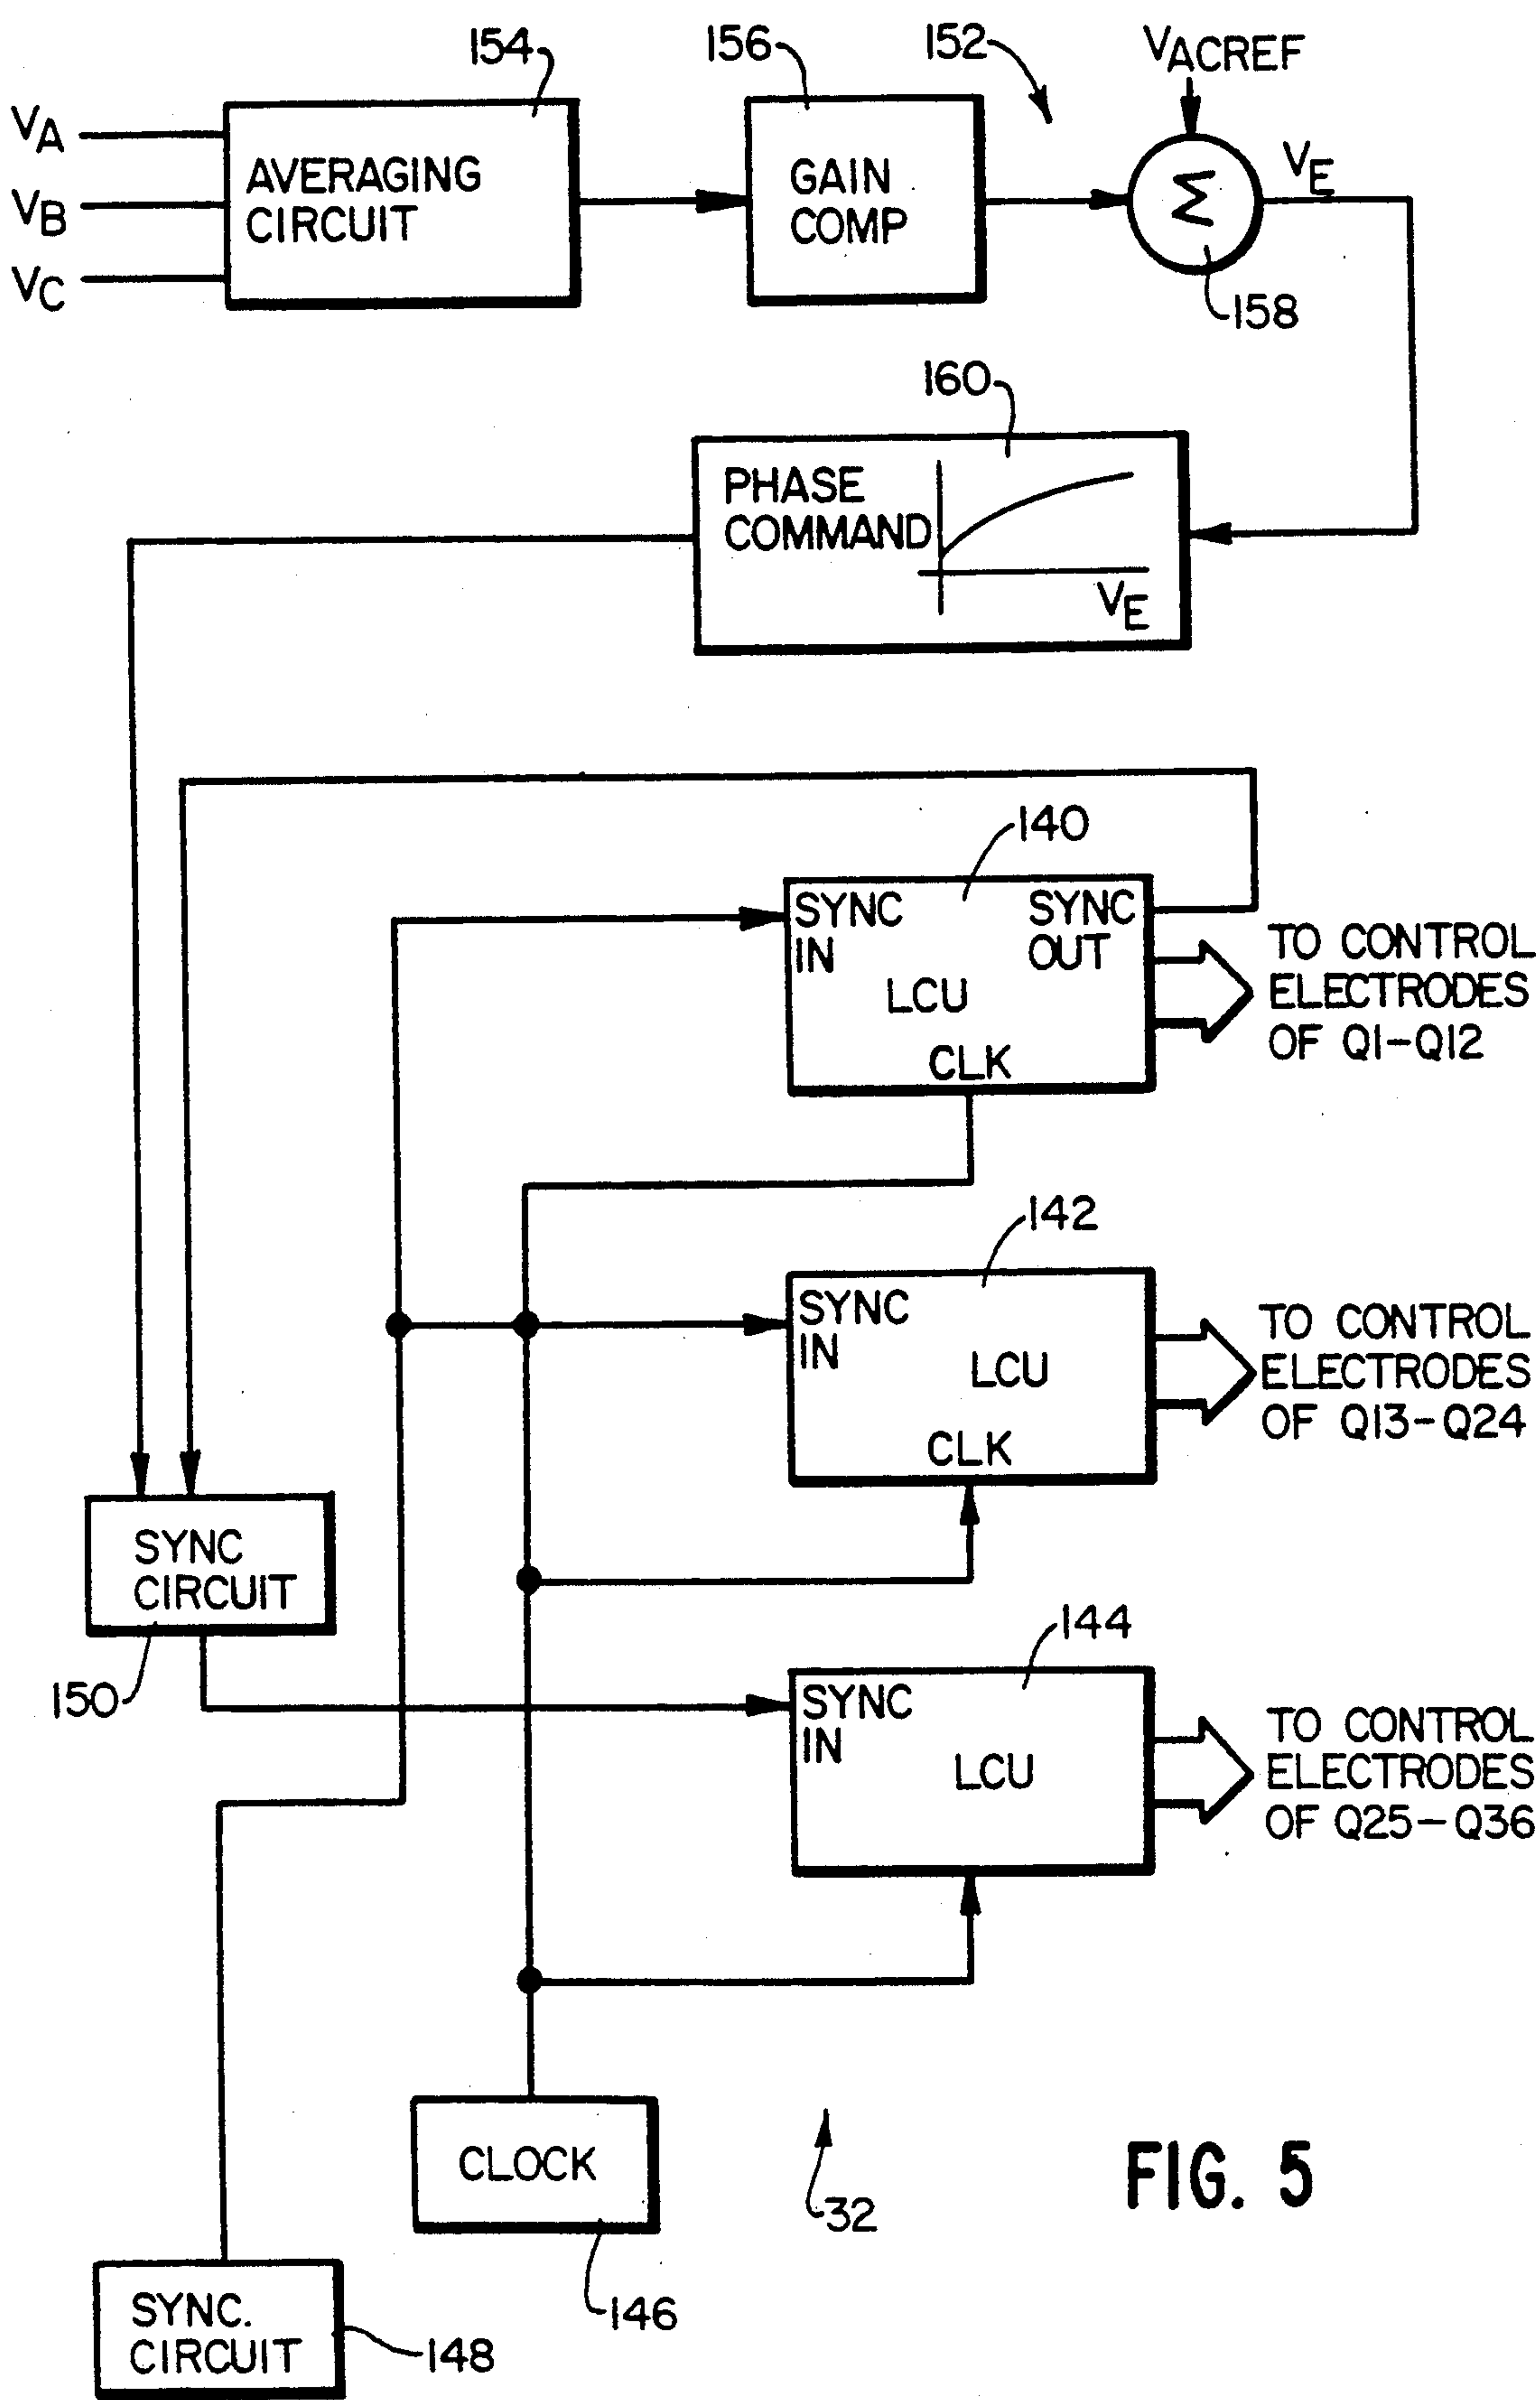 154
156
152
VACREF
VA
VB
VC
AVERAGING
CIRCUIT
GAIN
COMP
Σ
VE
158
160
PHASE
COMMAND
VE
140
SYNC
IN
SYNC
OUT
LCU
CLK
TO CONTROL
ELECTRODES
OF Q1-Q12
142
SYNC
IN
LCU
CLK
TO CONTROL
ELECTRODES
OF Q13-Q24
SYNC
CIRCUIT
150
144
SYNC
IN
LCU
TO CONTROL
ELECTRODES
OF Q25-Q36
CLOCK
146
32
FIG. 5
SYNC.
CIRCUIT
148